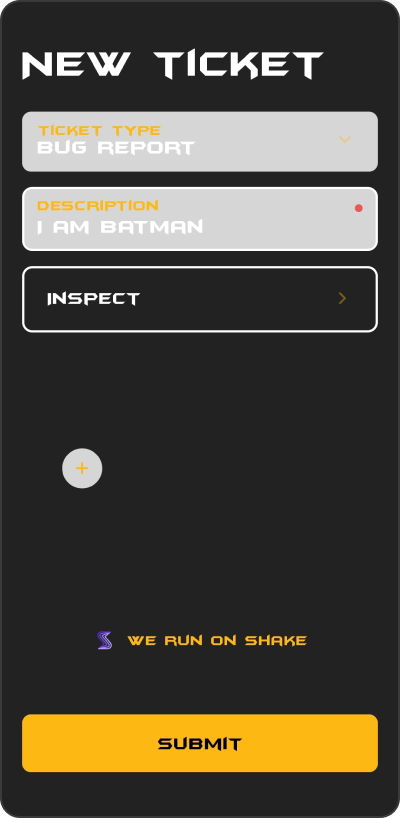 NEW TICKET
TICKET TYPE
BUG REPORT
DESCRIPTION
I AM BATMAN
INSPECT
+
WE RUN ON SHAKE
SUBMIT